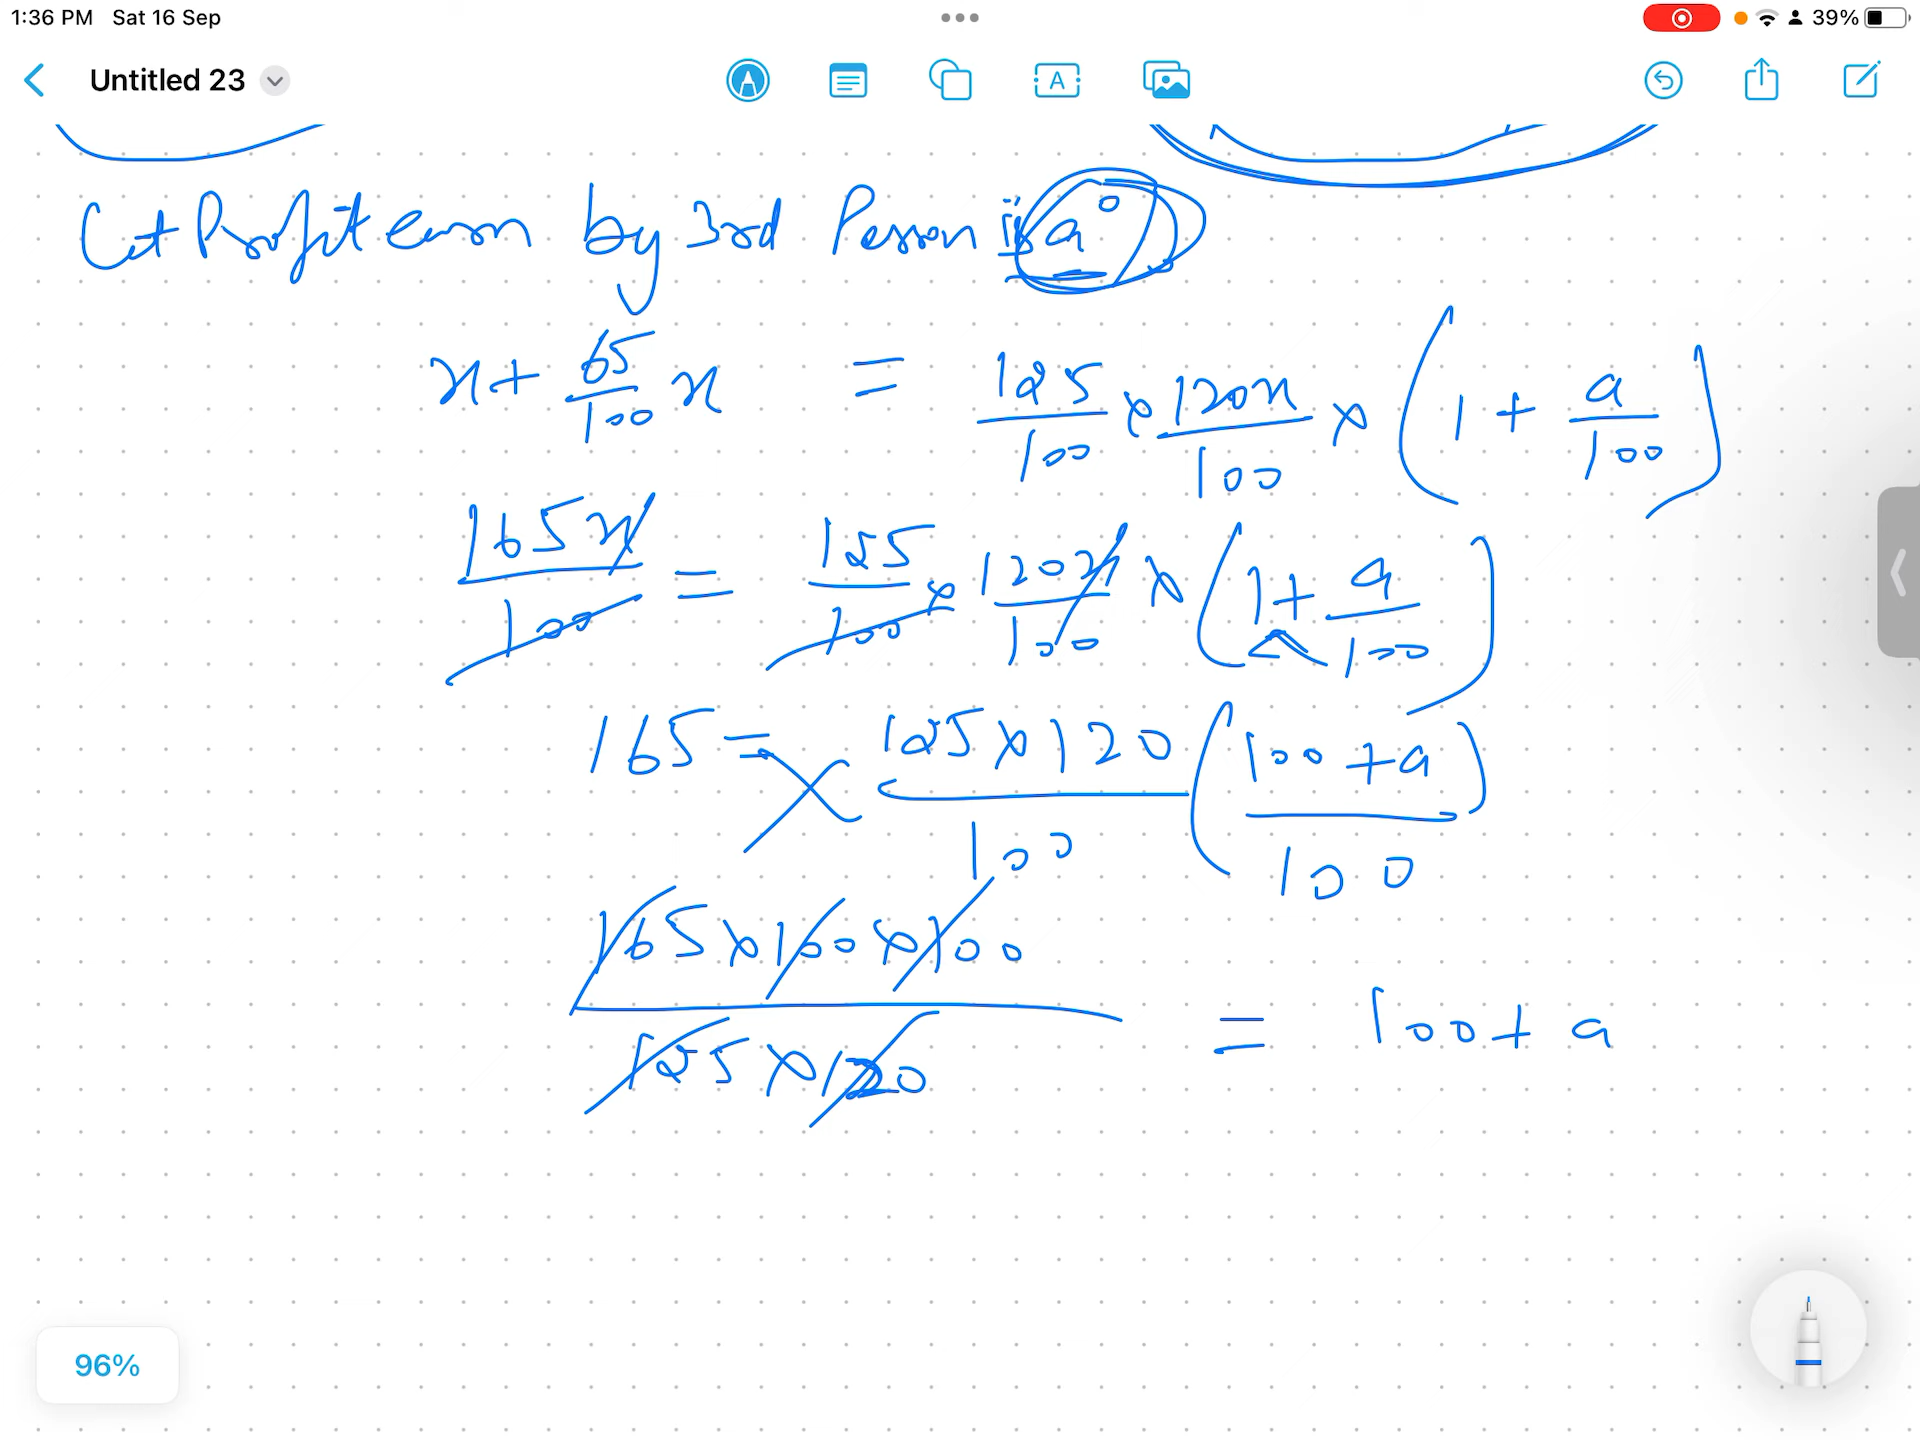 1:36 PM Sat 16 Sep 39%
Untitled 23
Let Profit earn by 3rd Person is a
x + 65/100 x = 125/100 × 120x/100 × (1 + a/100)
165x/100 = 125/100 × 120x/100 × (1 + a/100)
165 = 125×120/100 (100+a/100)
165×100×100/125×120 = 100+a
96%